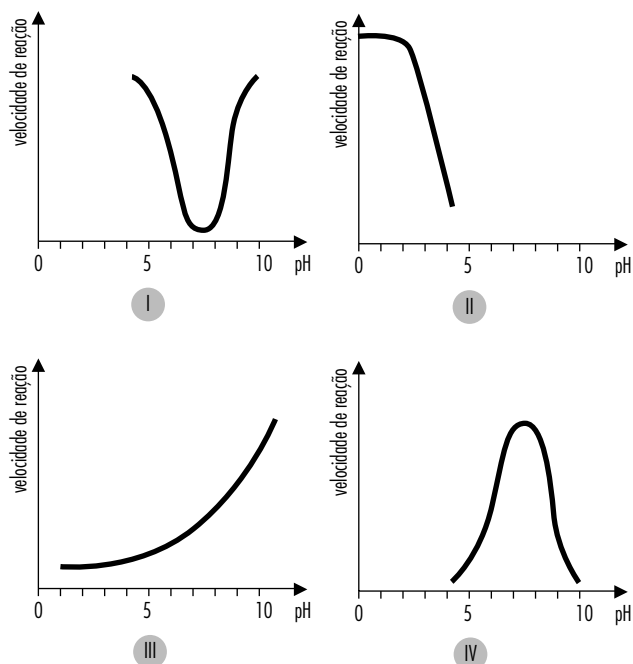 velocidade de reação
0 5 10 pH
I
velocidade de reação
0 5 10 pH
II
velocidade de reação
0 5 10 pH
III
velocidade de reação
0 5 10 pH
IV